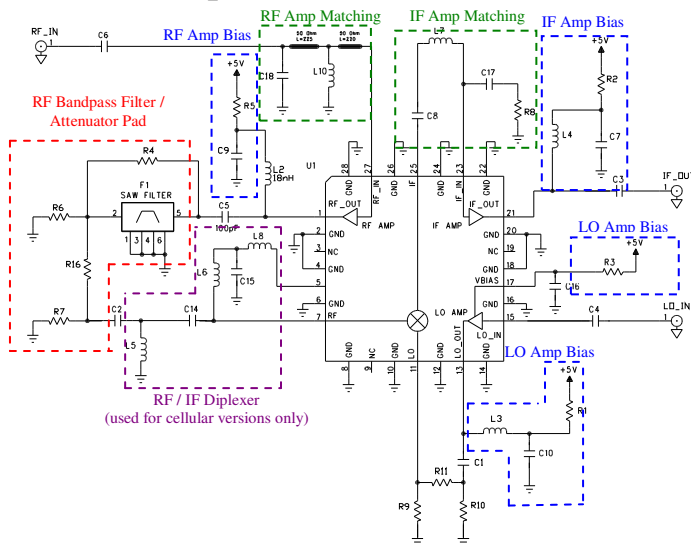 RF Amp Matching
IF Amp Matching
IF Amp Bias
RF Amp Bias
RF_IN
1
C6
50 Ohm
L=225
50 Ohm
L=220
L7
+5V
+5V
C18
L10
C17
R8
R2
R5
C8
L4
C7
RF Bandpass Filter /
Attenuator Pad
C9
L2
18nH
U1
R4
F1
SAW FILTER
28
27
26
25
24
23
22
GND
RF_IN
GND
IF
GND
IF_IN
GND
C3
IF_OUT
1
R6
2
5
1
3
4
6
C5
100pF
1
RF_OUT
RF AMP
IF_OUT
IF AMP
21
2
GND
GND
20
LO Amp Bias
3
NC
NC
19
+5V
L8
4
GND
GND
18
R3
R16
L6
C15
5
VBIAS
17
C16
6
GND
GND
16
LO AMP
LO_IN
1
R7
C2
C14
7
RF
LO_OUT
LO_IN
15
C4
L5
GND
NC
GND
LO
GND
GND
8
9
10
11
12
13
14
LO Amp Bias
+5V
RF / IF Diplexer
(used for cellular versions only)
R1
L3
C10
C1
R11
R9
R10